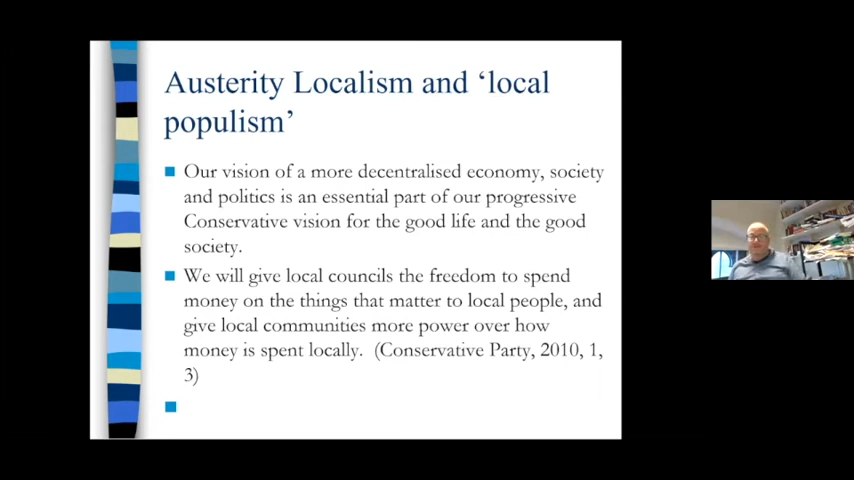 Austerity Localism and ‘local
populism’
Our vision of a more decentralised economy, society
and politics is an essential part of our progressive
Conservative vision for the good life and the good
society.
We will give local councils the freedom to spend
money on the things that matter to local people, and
give local communities more power over how
money is spent locally. (Conservative Party, 2010, 1,
3)